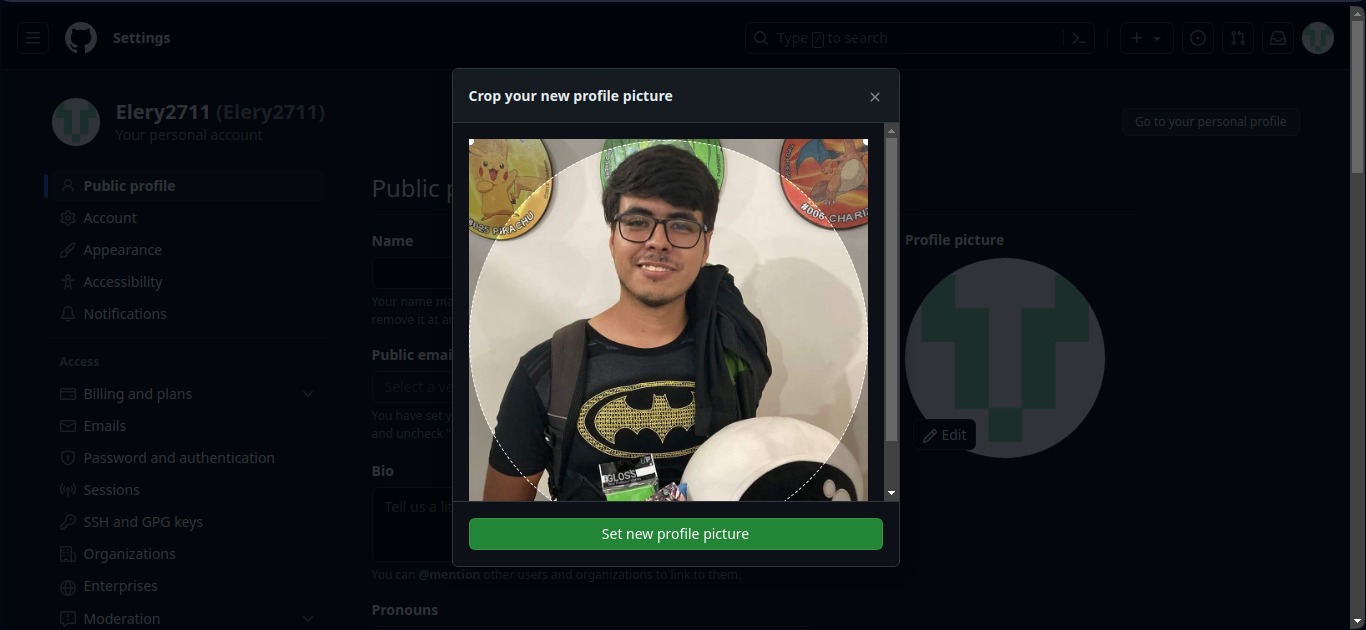 Settings
Type / to search
Elery2711 (Elery2711)
Your personal account
Go to your personal profile
Crop your new profile picture
#025 PIKACHU
#006 CHARIZ
GLOSS
UP
Set new profile picture
Public profile
Account
Appearance
Accessibility
Notifications
Access
Billing and plans
Emails
Password and authentication
Sessions
SSH and GPG keys
Organizations
Enterprises
Moderation
Public p
Name
Your name ma
remove it at a
Public emai
Select a ve
You have set y
and uncheck "
Bio
Tell us a lit
You can @mention other users and organizations to link to them.
Pronouns
Profile picture
Edit